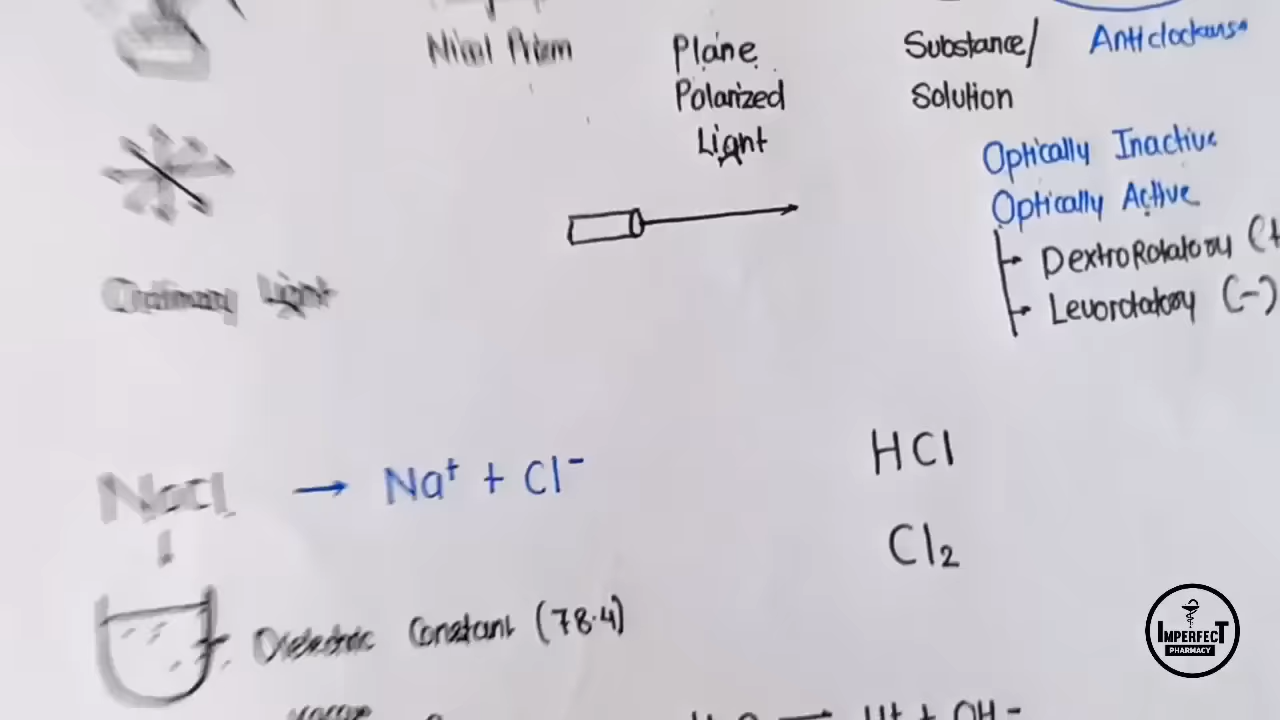 Nicol Prism
Plane
Polarized
Light
Substance/
Solution
Anticlockwise
Optically Inactive
Optically Active
DextroRotatory (+
Levorotatory (-)
Ordinary Light
NaCl → Na+ + Cl-
HCl
Cl2
Dielectric Constant (78.4)
IMPERFECT
PHARMACY